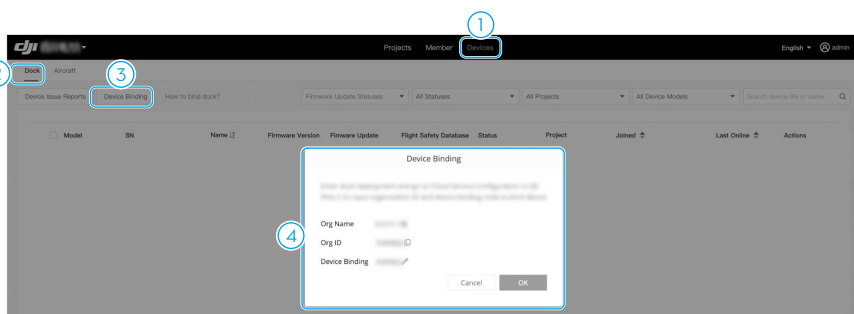 1
dji
Projects Member Devices
English admin
2
Dock Aircraft
3
Device Issue Reports Device Binding How to bind dock? Firmware Update Statuses All Statuses All Projects All Device Models Search device SN or name
Model SN Name Firmware Version Fimware Update Flight Safety Database Status Project Joined Last Online Actions
Device Binding
4
Org Name
Org ID
Device Binding
Cancel OK